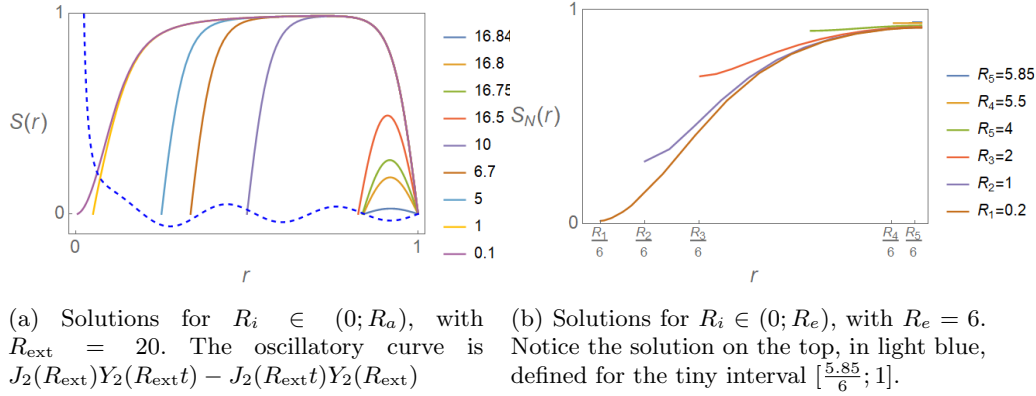 1
S(r)
0
0
1
r
16.84
16.8
16.75
16.5
10
6.7
5
1
0.1
1
S_N(r)
0
R_1/6
R_2/6
R_3/6
R_4/6
R_5/6
r
R_5=5.85
R_4=5.5
R_5=4
R_3=2
R_2=1
R_1=0.2
(a) Solutions for R_i ∈ (0; R_a), with
R_ext = 20. The oscillatory curve is
J_2(R_ext)Y_2(R_ext t) − J_2(R_ext t)Y_2(R_ext)
(b) Solutions for R_i ∈ (0; R_e), with R_e = 6.
Notice the solution on the top, in light blue,
defined for the tiny interval [5.85/6; 1].